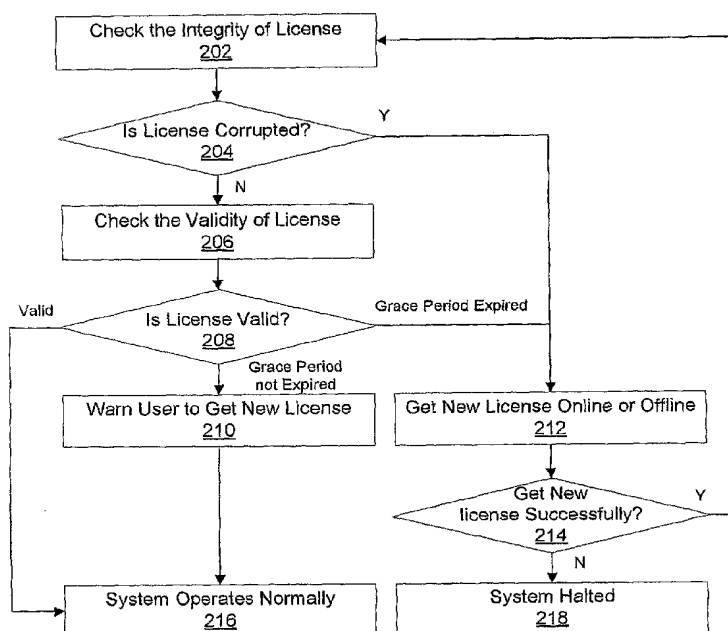 Check the Integrity of License
202
Is License Corrupted?
204
Y
N
Check the Validity of License
206
Valid
Is License Valid?
208
Grace Period Expired
Grace Period
not Expired
Warn User to Get New License
210
Get New License Online or Offline
212
Get New
license Successfully?
214
Y
N
System Operates Normally
216
System Halted
218